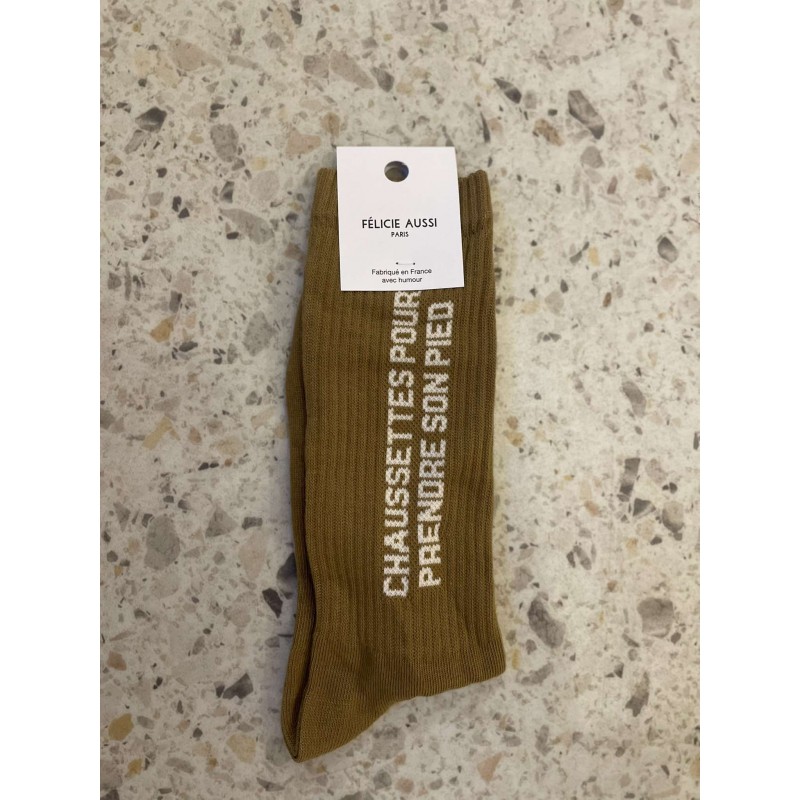 FÉLICIE AUSSI
PARIS
Fabriqué en France
avec humour
CHAUSSETTES POUR
PRENDRE SON PIED